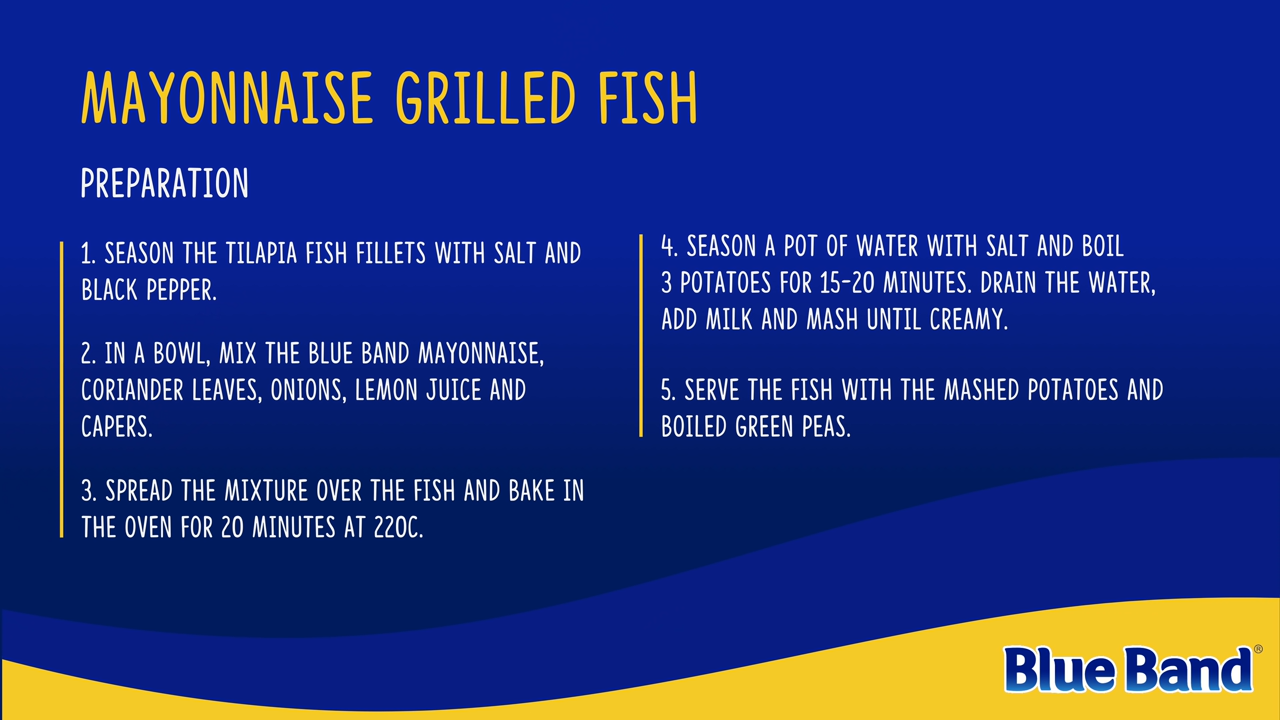 MAYONNAISE GRILLED FISH
PREPARATION
1. SEASON THE TILAPIA FISH FILLETS WITH SALT AND
BLACK PEPPER.
2. IN A BOWL, MIX THE BLUE BAND MAYONNAISE,
CORIANDER LEAVES, ONIONS, LEMON JUICE AND
CAPERS.
3. SPREAD THE MIXTURE OVER THE FISH AND BAKE IN
THE OVEN FOR 20 MINUTES AT 220C.
4. SEASON A POT OF WATER WITH SALT AND BOIL
3 POTATOES FOR 15-20 MINUTES. DRAIN THE WATER,
ADD MILK AND MASH UNTIL CREAMY.
5. SERVE THE FISH WITH THE MASHED POTATOES AND
BOILED GREEN PEAS.
Blue Band®